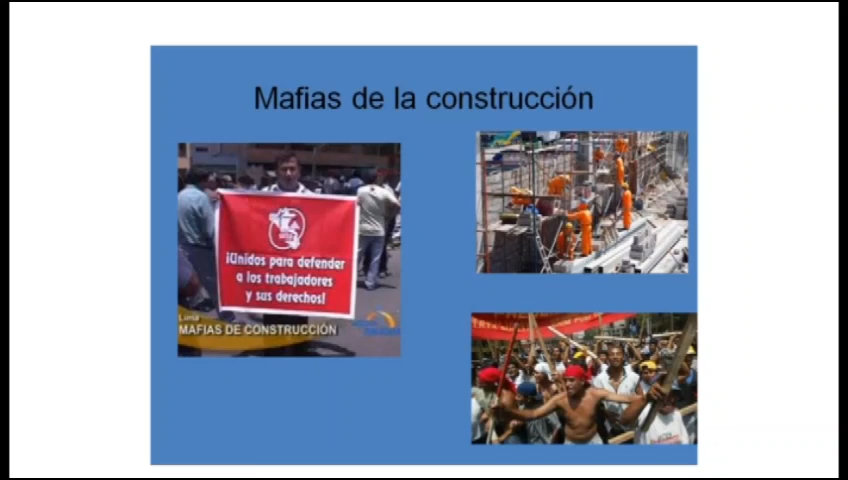 Mafias de la construcción
¡Unidos para defender
a los trabajadores
y sus derechos!
Lima
MAFIAS DE CONSTRUCCIÓN